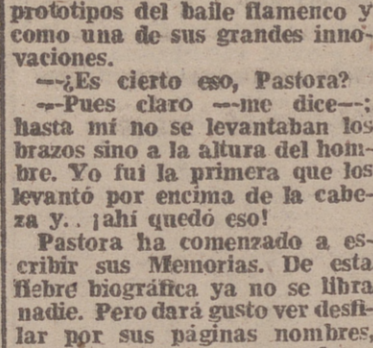 prototipos del baile flamenco y
como una de sus grandes inno-
vaciones.
—¿Es cierto eso, Pastora?
—Pues claro —me dice—;
hasta mí no se levantaban los
brazos sino a la altura del hom-
bre. Yo fui la primera que los
levantó por encima de la cabe-
za y.. ¡ahí quedó eso!
Pastora ha comenzado a es-
cribir sus Memorias. De esta
fiebre biográfica ya no se libra
nadie. Pero dará gusto ver desfi-
lar por sus páginas nombres,